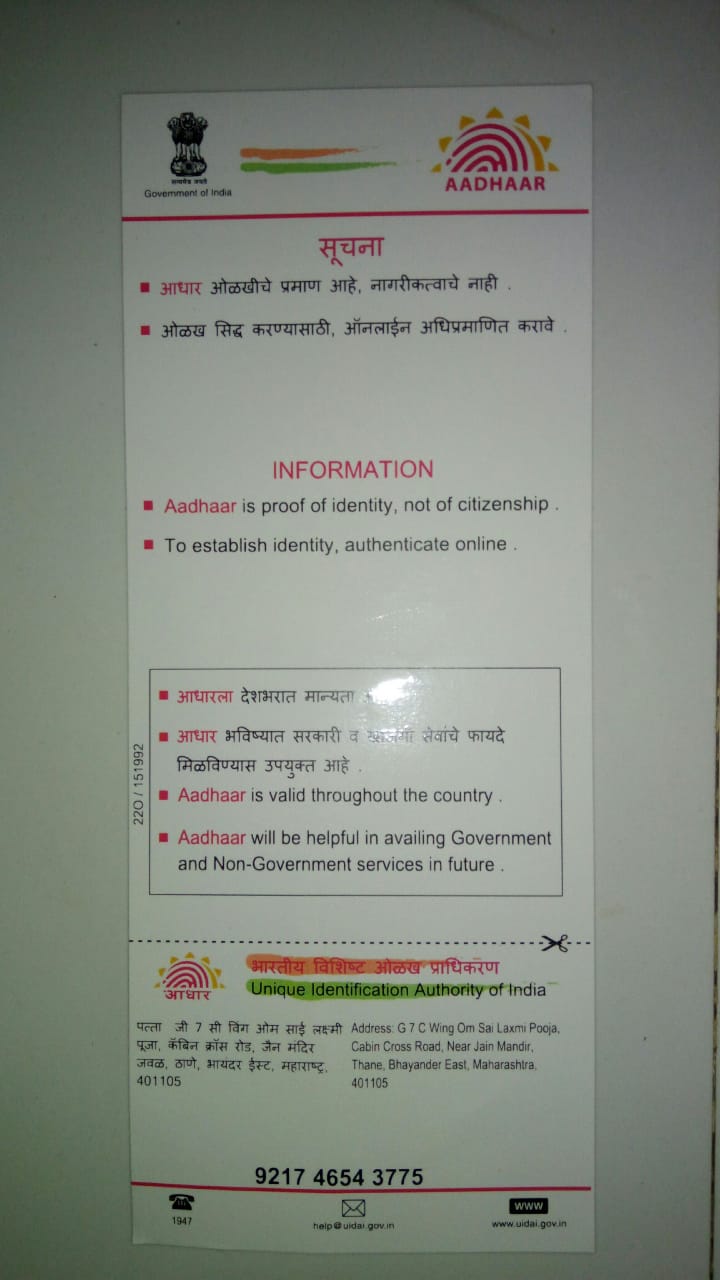 सत्यमेव जयते
Government of India
AADHAAR
सूचना
आधार ओळखीचे प्रमाण आहे, नागरीकत्वाचे नाही .
ओळख सिद्ध करण्यासाठी, ऑनलाईन अधिप्रमाणित करावे .
INFORMATION
Aadhaar is proof of identity, not of citizenship .
To establish identity, authenticate online .
आधारला देशभरात मान्यता
आधार भविष्यात सरकारी व सेवांचे फायदे
मिळविण्यास उपयुक्त आहे .
Aadhaar is valid throughout the country .
Aadhaar will be helpful in availing Government
and Non-Government services in future .
22O / 151992
आधार
भारतीय विशिष्ट ओळख प्राधिकरण
Unique Identification Authority of India
पत्ता जी 7 सी विंग ओम साई लक्ष्मी
पूजा, कॅबिन क्रॉस रोड, जैन मंदिर
जवळ, ठाणे, भायंदर ईस्ट, महाराष्ट्र,
401105
Address: G 7 C Wing Om Sai Laxmi Pooja,
Cabin Cross Road, Near Jain Mandir,
Thane, Bhayander East, Maharashtra,
401105
9217 4654 3775
1947
help@uidai.gov.in
www
www.uidai.gov.in